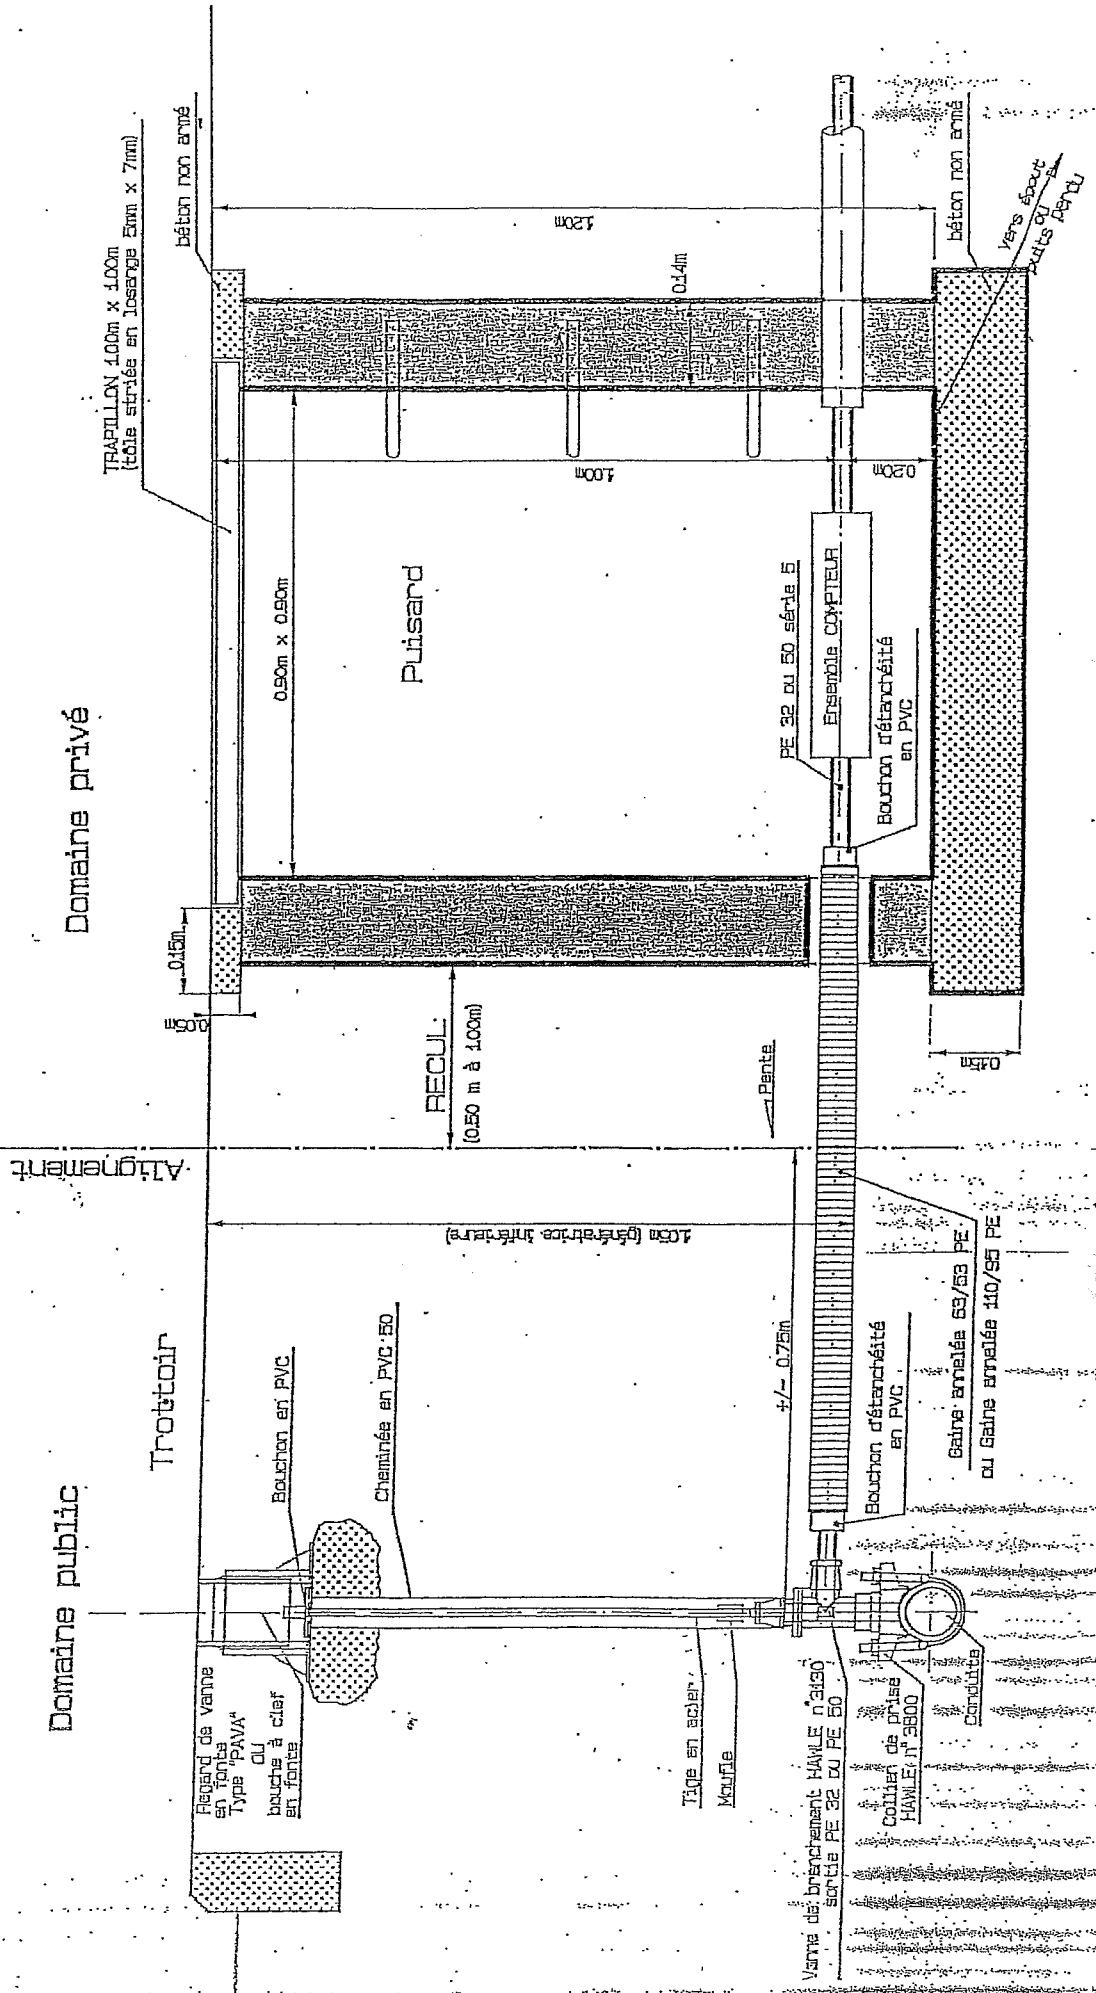 Domaine public
Domaine privé
Trottoir
Alignement
TRAPILLON 1.00m x 1.00m
(tôle striée en losange 5mm x 7mm)
béton non armé
0.15m
0.05m
Regard de vanne
en fonte
Type "PAVA"
ou
bouche à clef
en fonte
Bouchon en PVC
Cheminée en PVC 50
1.05m (génératrice inférieure)
RECUL
(0.50 m à 1.00m)
0.90m x 0.90m
Puisard
1.00m
1.20m
0.14m
Tige en acier
Moufle
+/- 0.75m
Pente
PE 32 ou 50 série 5
Ensemble COMPTEUR
0.20m
Vanne de branchement HAWLE n°3130
sortie PE 32 ou PE 50
Collier de prise
HAWLE n°3800
Conduite
Bouchon d'étanchéité
en PVC
Gaine annelée 63/53 PE
ou Gaine annelée 110/95 PE
Bouchon d'étanchéité
en PVC
0.15m
béton non armé
vers égout
ou
puits perdu